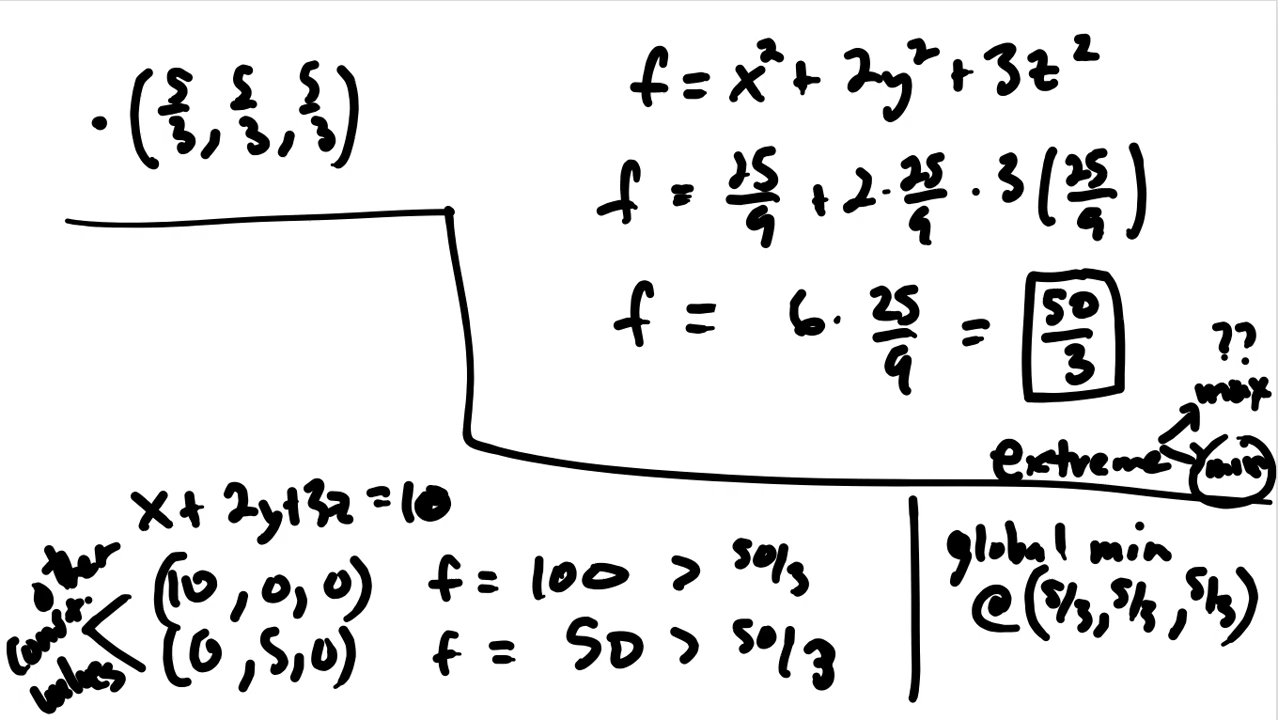 · (5/3, 5/3, 5/3)
f = x² + 2y² + 3z²
f = 25/9 + 2 · 25/9 · 3 (25/9)
f = 6 · 25/9 = 50/3
??
max
extreme
min
x + 2y + 3z = 10
other
const.
values
(10, 0, 0) f = 100 > 50/3
(0, 5, 0) f = 50 > 50/3
global min
@ (5/3, 5/3, 5/3)